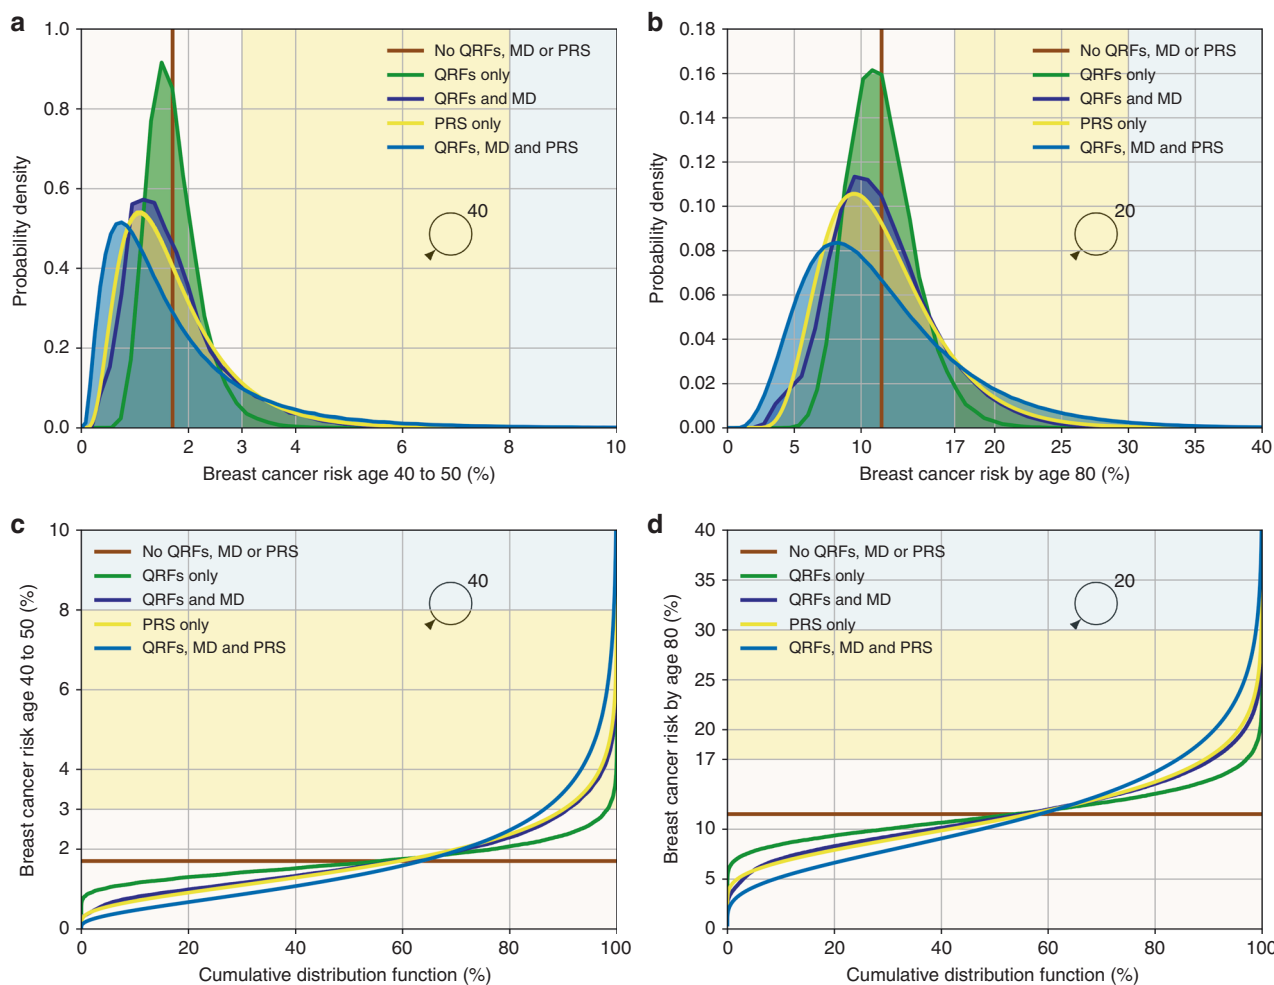 a
1.0
0.8
0.6
0.4
0.2
0.0
Probability density
No QRFs, MD or PRS
QRFs only
QRFs and MD
PRS only
QRFs, MD and PRS
40
0 2 3 4 6 8 10
Breast cancer risk age 40 to 50 (%)
b
0.18
0.16
0.14
0.12
0.10
0.08
0.06
0.04
0.02
0.00
Probability density
No QRFs, MD or PRS
QRFs only
QRFs and MD
PRS only
QRFs, MD and PRS
20
0 5 10 17 20 25 30 35 40
Breast cancer risk by age 80 (%)
c
10
8
6
4
3
2
0
Breast cancer risk age 40 to 50 (%)
No QRFs, MD or PRS
QRFs only
QRFs and MD
PRS only
QRFs, MD and PRS
40
0 20 40 60 80 100
Cumulative distribution function (%)
d
40
35
30
25
20
17
10
5
0
Breast cancer risk by age 80 (%)
No QRFs, MD or PRS
QRFs only
QRFs and MD
PRS only
QRFs, MD and PRS
20
0 20 40 60 80 100
Cumulative distribution function (%)